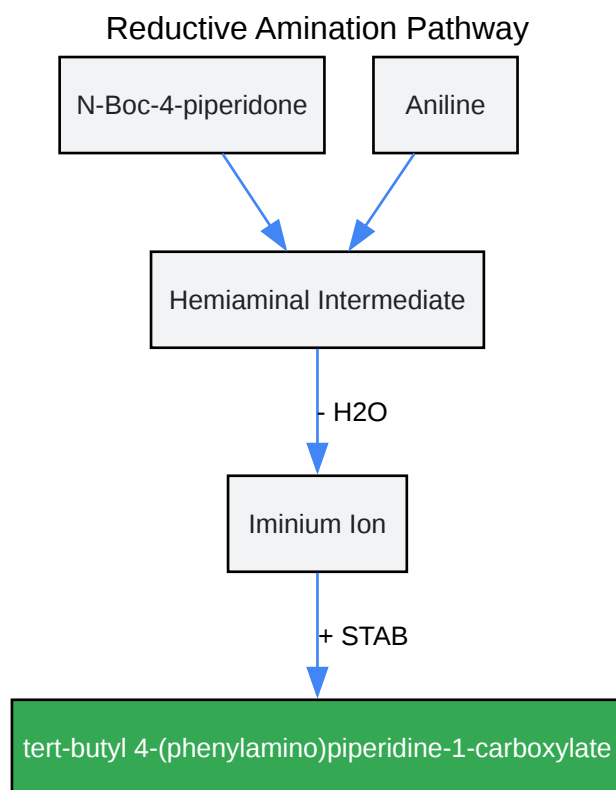 Reductive Amination Pathway
N-Boc-4-piperidone
Aniline
Hemiaminal Intermediate
- H2O
Iminium Ion
+ STAB
tert-butyl 4-(phenylamino)piperidine-1-carboxylate